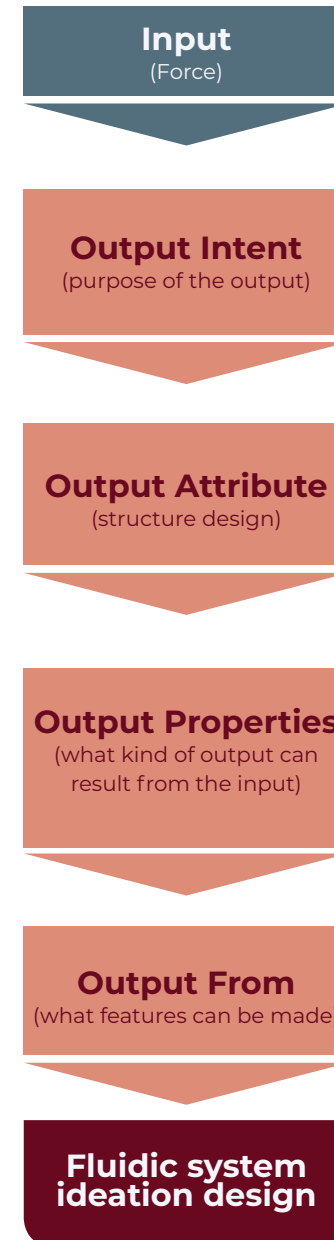 Input
(Force)
Output Intent
(purpose of the output)
Output Attribute
(structure design)
Output Properties
(what kind of output can
result from the input)
Output From
(what features can be made
Fluidic system
ideation design